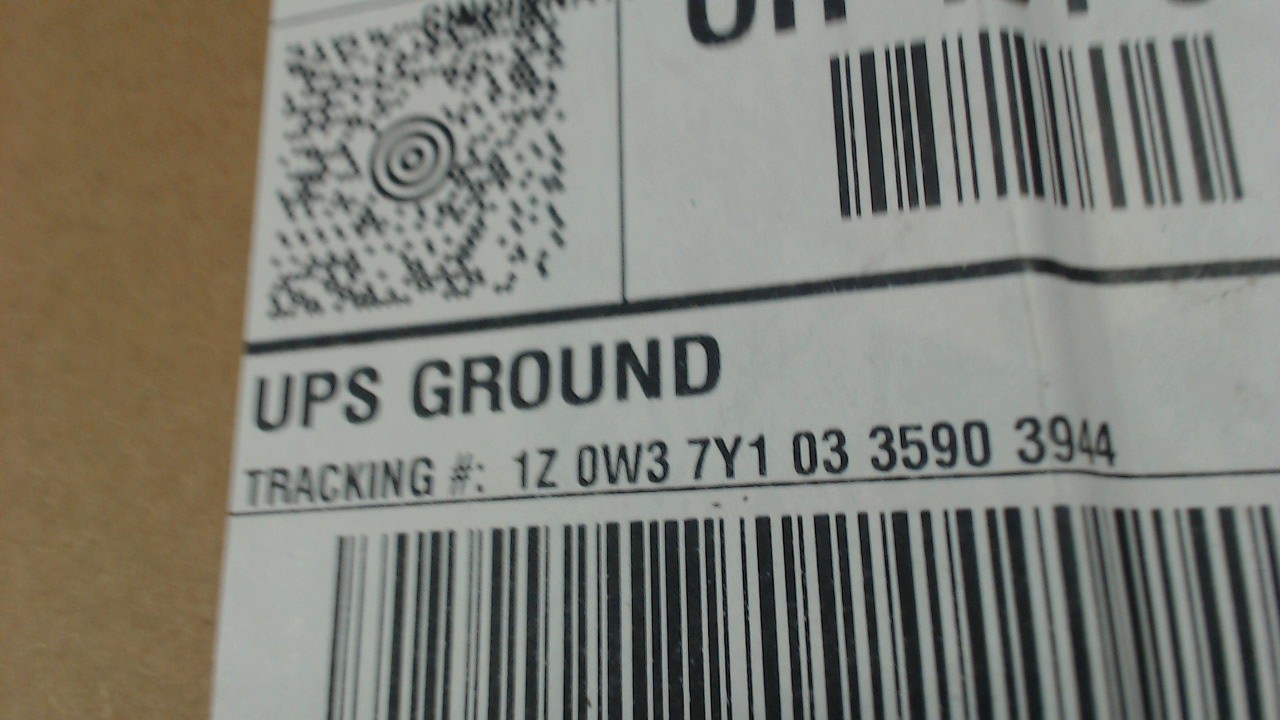 UPS GROUND
TRACKING #: 1Z 0W3 7Y1 03 3590 3944